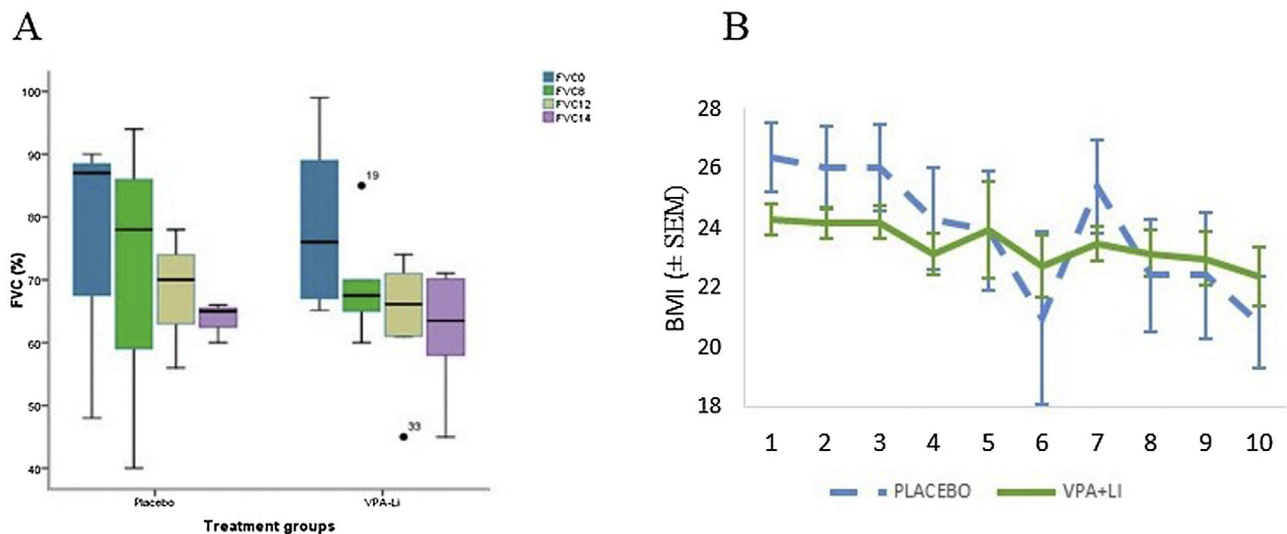 A
FVC0
FVC8
FVC12
FVC14
100
90
80
70
60
50
40
FVC (%)
19
33
Placebo
VPA-Li
Treatment groups
B
28
26
24
22
20
18
BMI (± SEM)
1 2 3 4 5 6 7 8 9 10
PLACEBO
VPA+LI